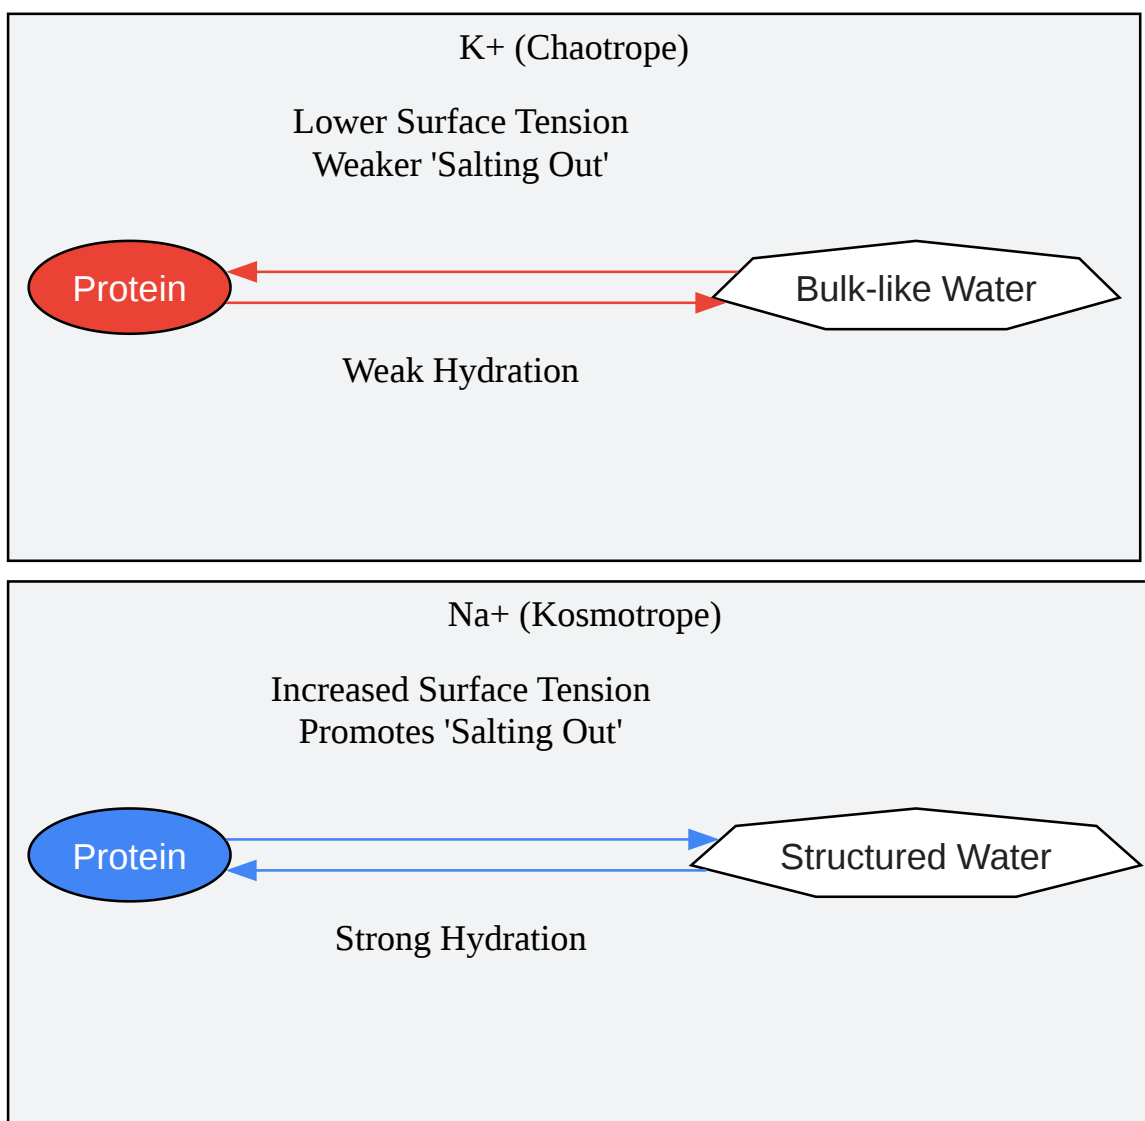 K+ (Chaotrope)
Lower Surface Tension
Weaker 'Salting Out'
Protein
Bulk-like Water
Weak Hydration
Na+ (Kosmotrope)
Increased Surface Tension
Promotes 'Salting Out'
Protein
Structured Water
Strong Hydration